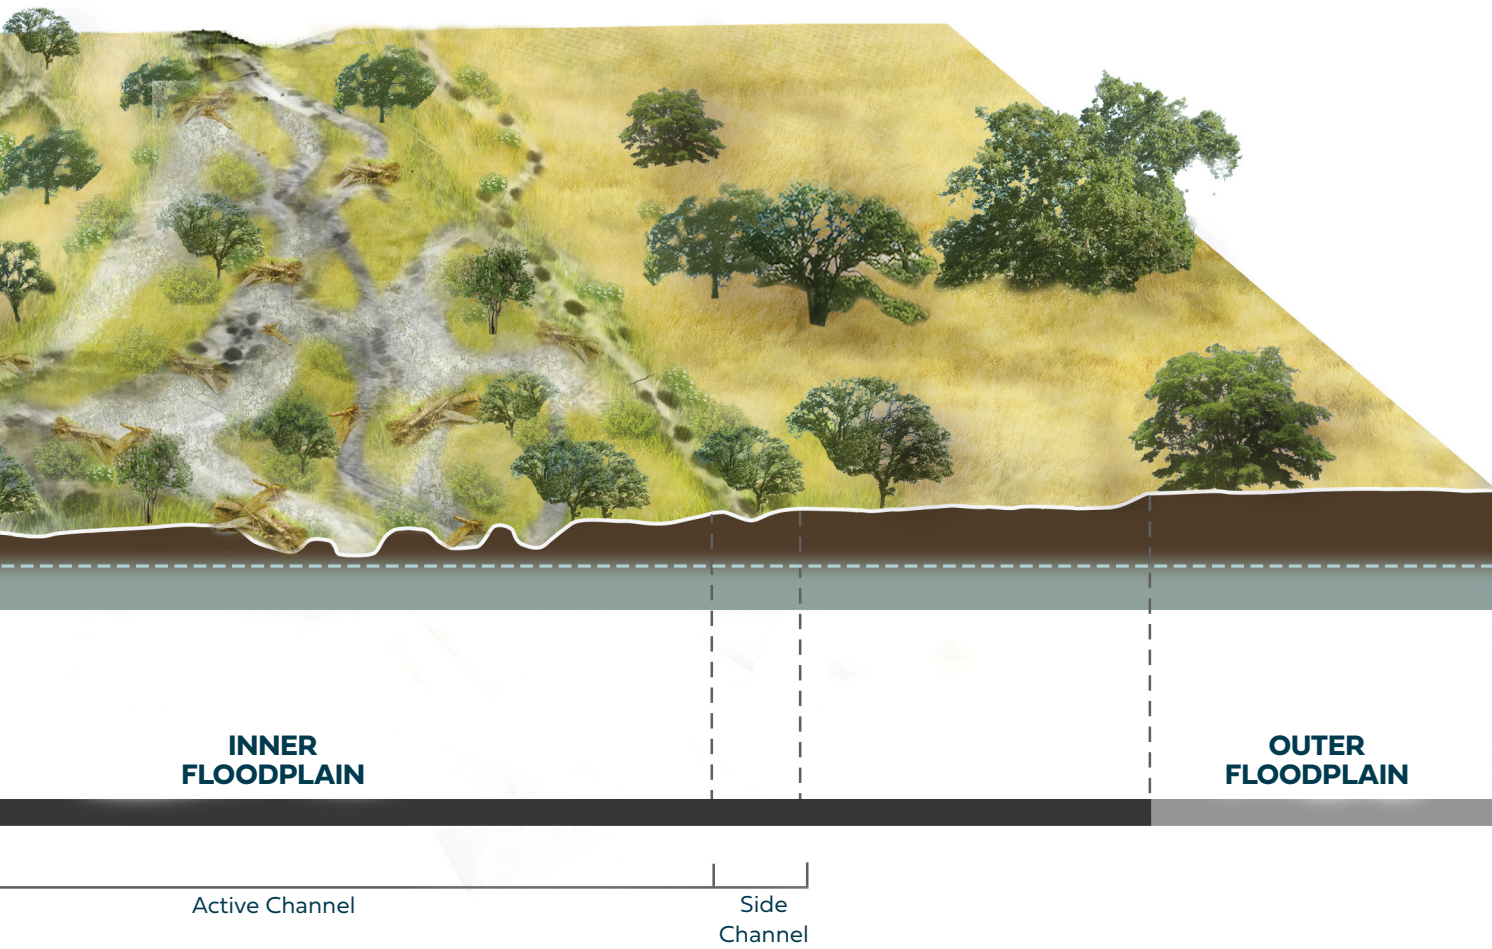 INNER
FLOODPLAIN
OUTER
FLOODPLAIN
Active Channel
Side
Channel